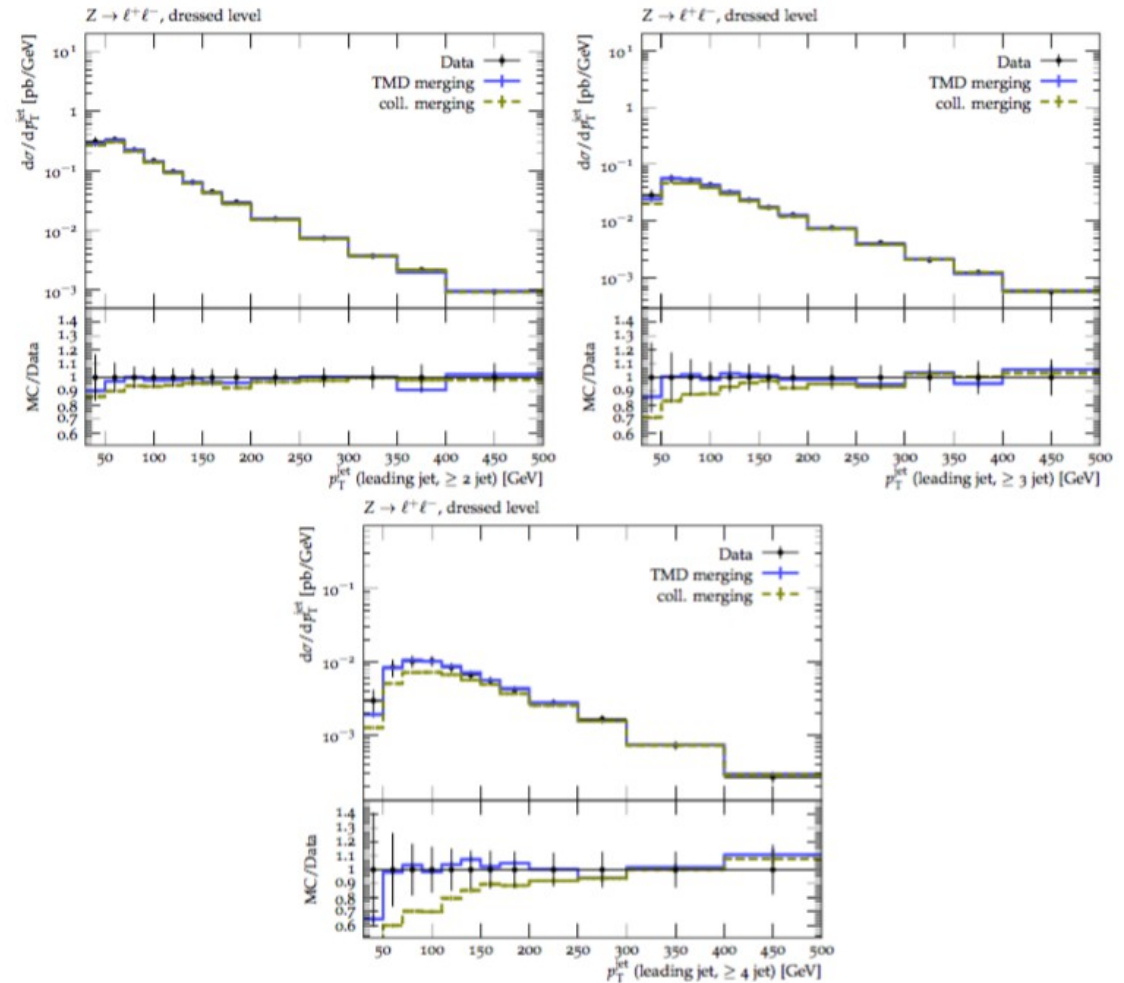 Z → ℓ⁺ℓ⁻, dressed level
dσ/dp_T^jet [pb/GeV]
10¹
1
10⁻¹
10⁻²
10⁻³
Data
TMD merging
coll. merging
MC/Data
1.4
1.3
1.2
1.1
1
0.9
0.8
0.7
0.6
50 100 150 200 250 300 350 400 450 500
p_T^jet (leading jet, ≥ 2 jet) [GeV]
Z → ℓ⁺ℓ⁻, dressed level
dσ/dp_T^jet [pb/GeV]
10¹
1
10⁻¹
10⁻²
10⁻³
Data
TMD merging
coll. merging
MC/Data
1.4
1.3
1.2
1.1
1
0.9
0.8
0.7
0.6
50 100 150 200 250 300 350 400 450 500
p_T^jet (leading jet, ≥ 3 jet) [GeV]
Z → ℓ⁺ℓ⁻, dressed level
dσ/dp_T^jet [pb/GeV]
10⁻¹
10⁻²
10⁻³
Data
TMD merging
coll. merging
MC/Data
1.4
1.3
1.2
1.1
1
0.9
0.8
0.7
0.6
50 100 150 200 250 300 350 400 450 500
p_T^jet (leading jet, ≥ 4 jet) [GeV]